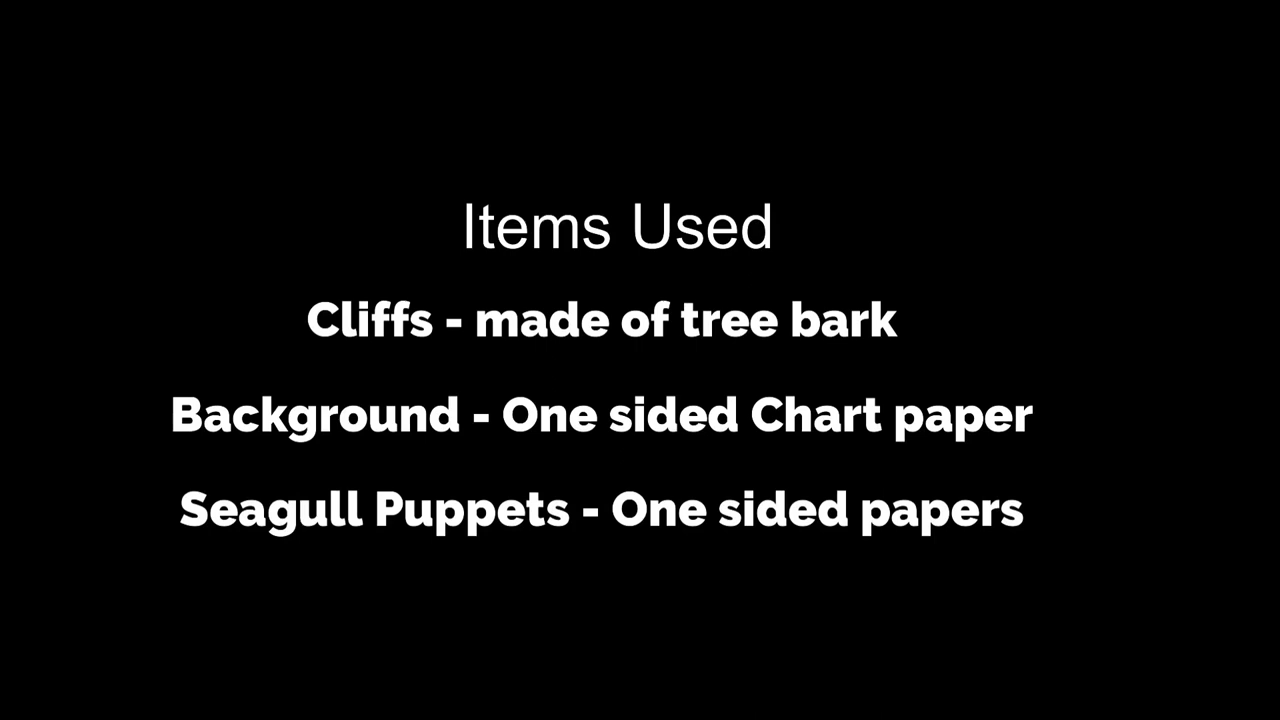 Items Used
Cliffs - made of tree bark
Background - One sided Chart paper
Seagull Puppets - One sided papers